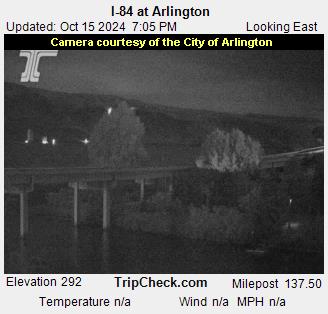 I-84 at Arlington
Updated: Oct 15 2024 7:05 PM Looking East
Camera courtesy of the City of Arlington
Elevation 292 TripCheck.com Milepost 137.50
Temperature n/a Wind n/a MPH n/a